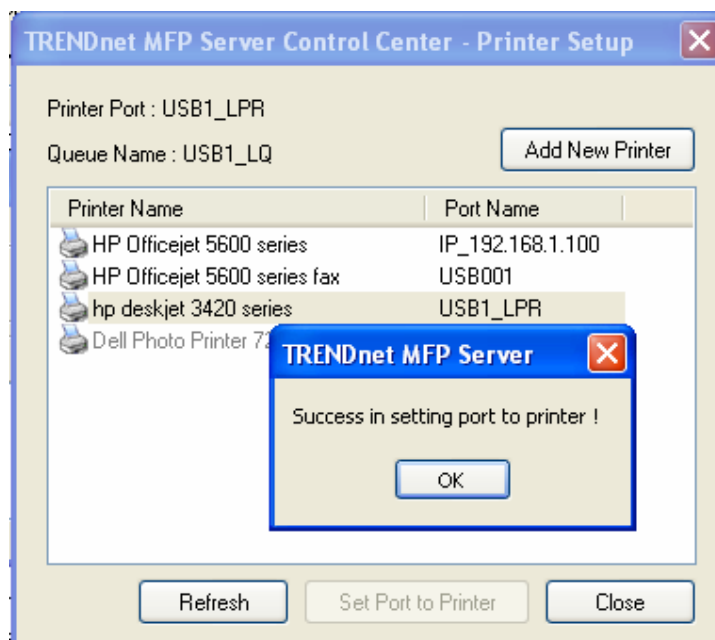 TRENDnet MFP Server Control Center - Printer Setup
Printer Port : USB1_LPR
Queue Name : USB1_LQ
Add New Printer
Printer Name Port Name
HP Officejet 5600 series IP_192.168.1.100
HP Officejet 5600 series fax USB001
hp deskjet 3420 series USB1_LPR
Dell Photo Printer
TRENDnet MFP Server
Success in setting port to printer !
OK
Refresh Set Port to Printer Close